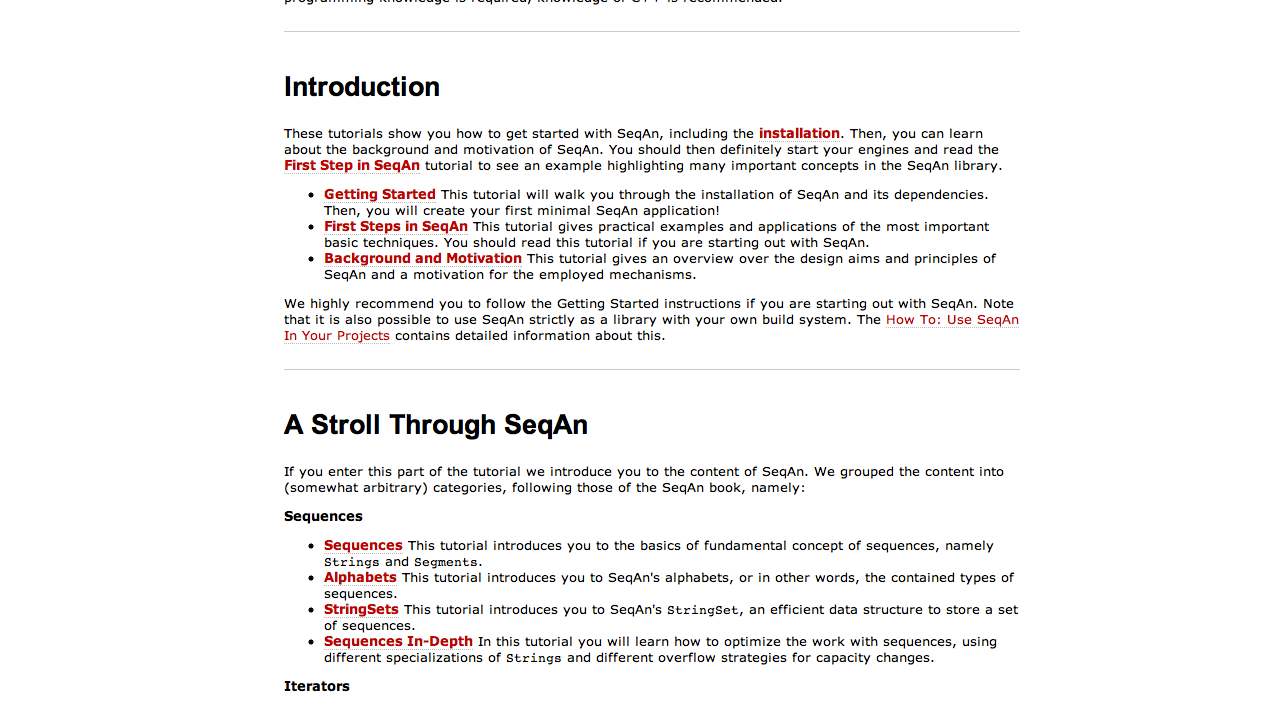 programming knowledge is required, knowledge of C++ is recommended.
Introduction
These tutorials show you how to get started with SeqAn, including the installation. Then, you can learn
about the background and motivation of SeqAn. You should then definitely start your engines and read the
First Step in SeqAn tutorial to see an example highlighting many important concepts in the SeqAn library.
• Getting Started This tutorial will walk you through the installation of SeqAn and its dependencies.
Then, you will create your first minimal SeqAn application!
• First Steps in SeqAn This tutorial gives practical examples and applications of the most important
basic techniques. You should read this tutorial if you are starting out with SeqAn.
• Background and Motivation This tutorial gives an overview over the design aims and principles of
SeqAn and a motivation for the employed mechanisms.
We highly recommend you to follow the Getting Started instructions if you are starting out with SeqAn. Note
that it is also possible to use SeqAn strictly as a library with your own build system. The How To: Use SeqAn
In Your Projects contains detailed information about this.
A Stroll Through SeqAn
If you enter this part of the tutorial we introduce you to the content of SeqAn. We grouped the content into
(somewhat arbitrary) categories, following those of the SeqAn book, namely:
Sequences
• Sequences This tutorial introduces you to the basics of fundamental concept of sequences, namely
Strings and Segments.
• Alphabets This tutorial introduces you to SeqAn's alphabets, or in other words, the contained types of
sequences.
• StringSets This tutorial introduces you to SeqAn's StringSet, an efficient data structure to store a set
of sequences.
• Sequences In-Depth In this tutorial you will learn how to optimize the work with sequences, using
different specializations of Strings and different overflow strategies for capacity changes.
Iterators